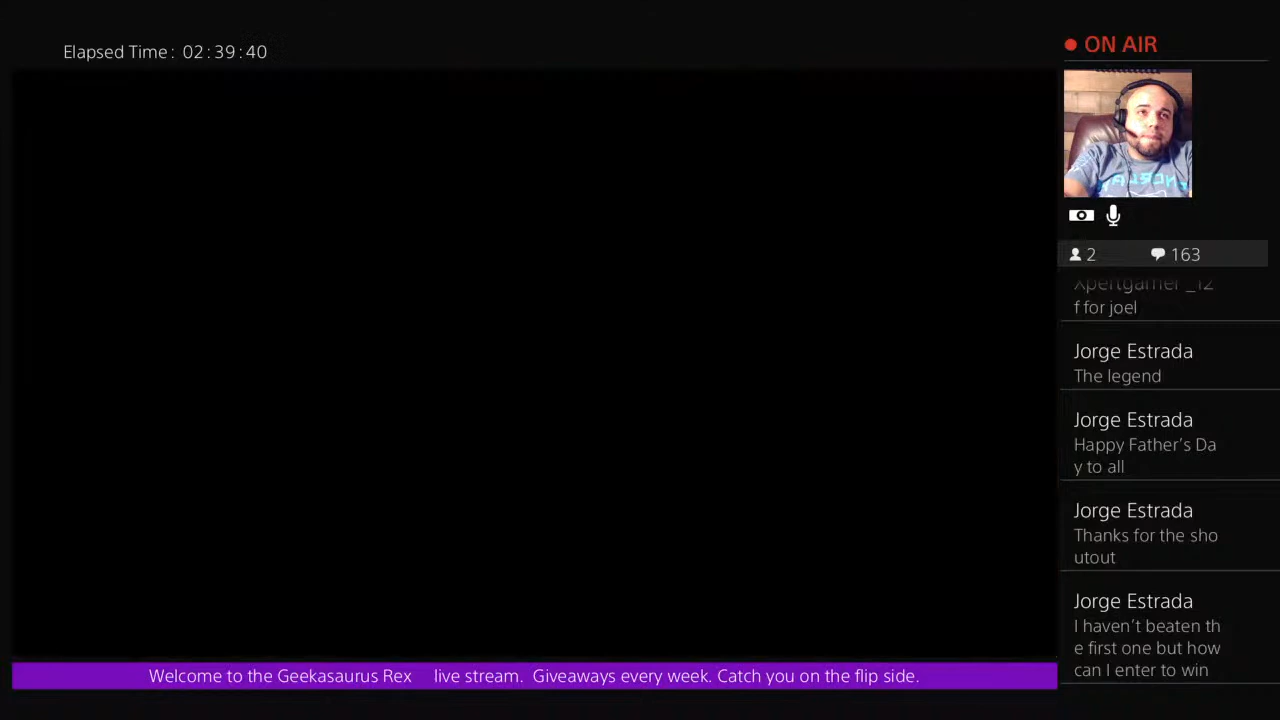 Elapsed Time: 02:39:40
ON AIR
2 163
Xpertgamer_12
f for joel
Jorge Estrada
The legend
Jorge Estrada
Happy Father's Da
y to all
Jorge Estrada
Thanks for the sho
utout
Jorge Estrada
I haven't beaten th
e first one but how
can I enter to win
Welcome to the Geekasaurus Rex live stream. Giveaways every week. Catch you on the flip side.